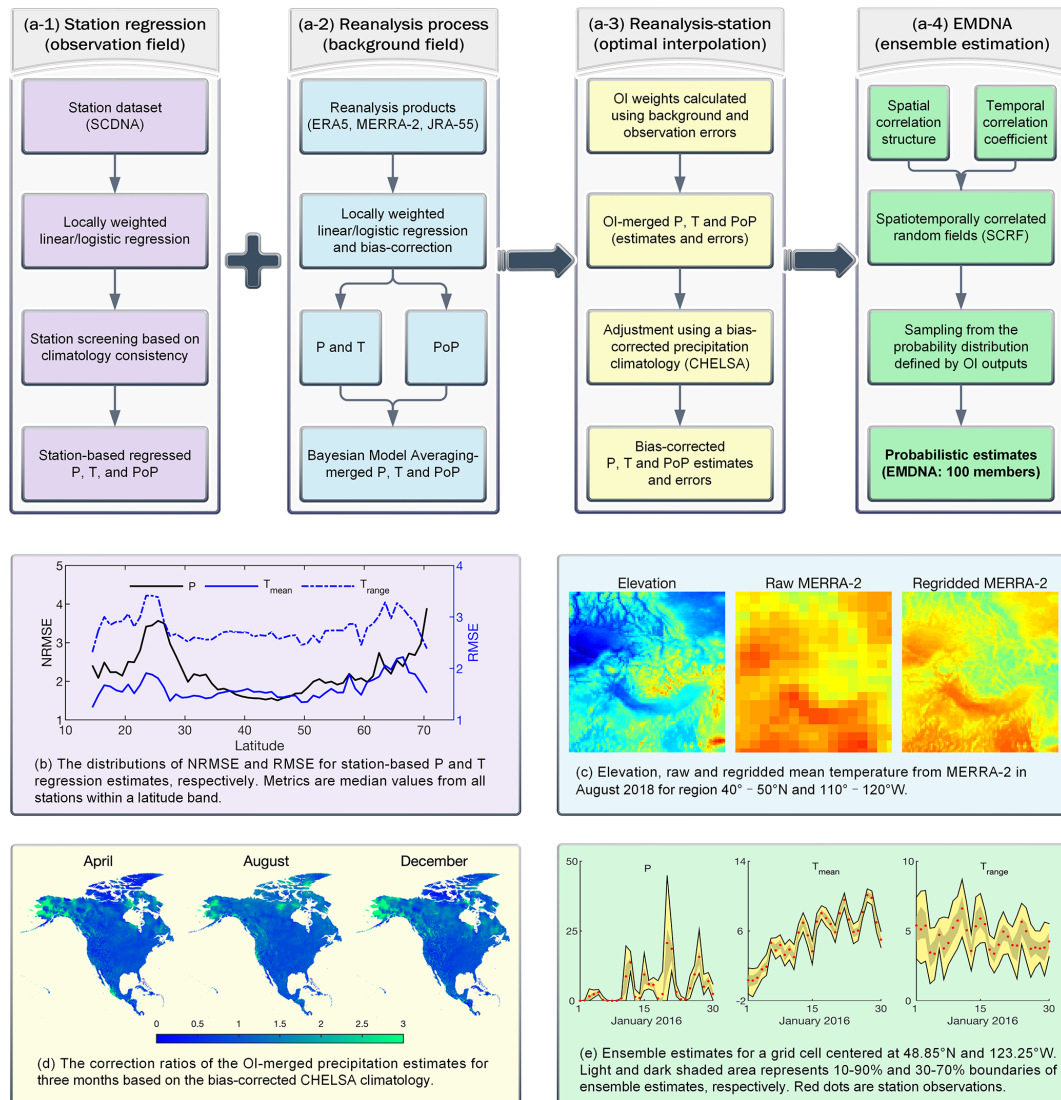 (a-1) Station regression
(observation field)
Station dataset
(SCDNA)
Locally weighted
linear/logistic regression
Station screening based on
climatology consistency
Station-based regressed
P, T, and PoP
(a-2) Reanalysis process
(background field)
Reanalysis products
(ERA5, MERRA-2, JRA-55)
Locally weighted
linear/logistic regression
and bias-correction
P and T
PoP
Bayesian Model Averaging-
merged P, T and PoP
(a-3) Reanalysis-station
(optimal interpolation)
OI weights calculated
using background and
observation errors
OI-merged P, T and PoP
(estimates and errors)
Adjustment using a bias-
corrected precipitation
climatology (CHELSA)
Bias-corrected
P, T and PoP estimates
and errors
(a-4) EMDNA
(ensemble estimation)
Spatial
correlation
structure
Temporal
correlation
coefficient
Spatiotemporally correlated
random fields (SCRF)
Sampling from the
probability distribution
defined by OI outputs
Probabilistic estimates
(EMDNA: 100 members)
P
Tmean
Trange
5
4
3
2
1
NRMSE
4
3
2
1
RMSE
10 20 30 40 50 60 70 80
Latitude
(b) The distributions of NRMSE and RMSE for station-based P and T
regression estimates, respectively. Metrics are median values from all
stations within a latitude band.
Elevation
Raw MERRA-2
Regridded MERRA-2
(c) Elevation, raw and regridded mean temperature from MERRA-2 in
August 2018 for region 40° – 50°N and 110° – 120°W.
April
August
December
0 0.5 1 1.5 2 2.5 3
(d) The correction ratios of the OI-merged precipitation estimates for
three months based on the bias-corrected CHELSA climatology.
P
50
25
0
1 15 30
January 2016
Tmean
14
6
-2
1 15 30
January 2016
Trange
10
5
0
1 15 30
January 2016
(e) Ensemble estimates for a grid cell centered at 48.85°N and 123.25°W.
Light and dark shaded area represents 10-90% and 30-70% boundaries of
ensemble estimates, respectively. Red dots are station observations.